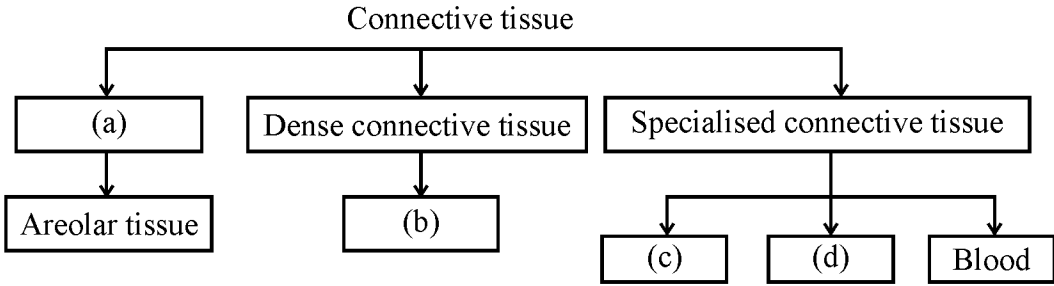 Connective tissue
(a)
Dense connective tissue
Specialised connective tissue
Areolar tissue
(b)
(c)
(d)
Blood